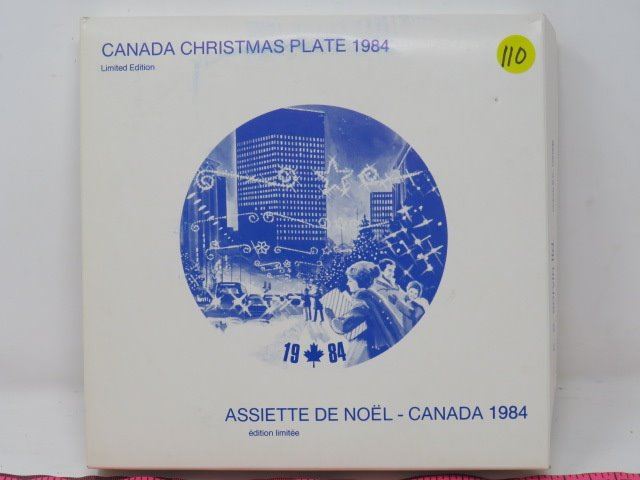 CANADA CHRISTMAS PLATE 1984
Limited Edition
110
19 84
ASSIETTE DE NOËL - CANADA 1984
édition limitée